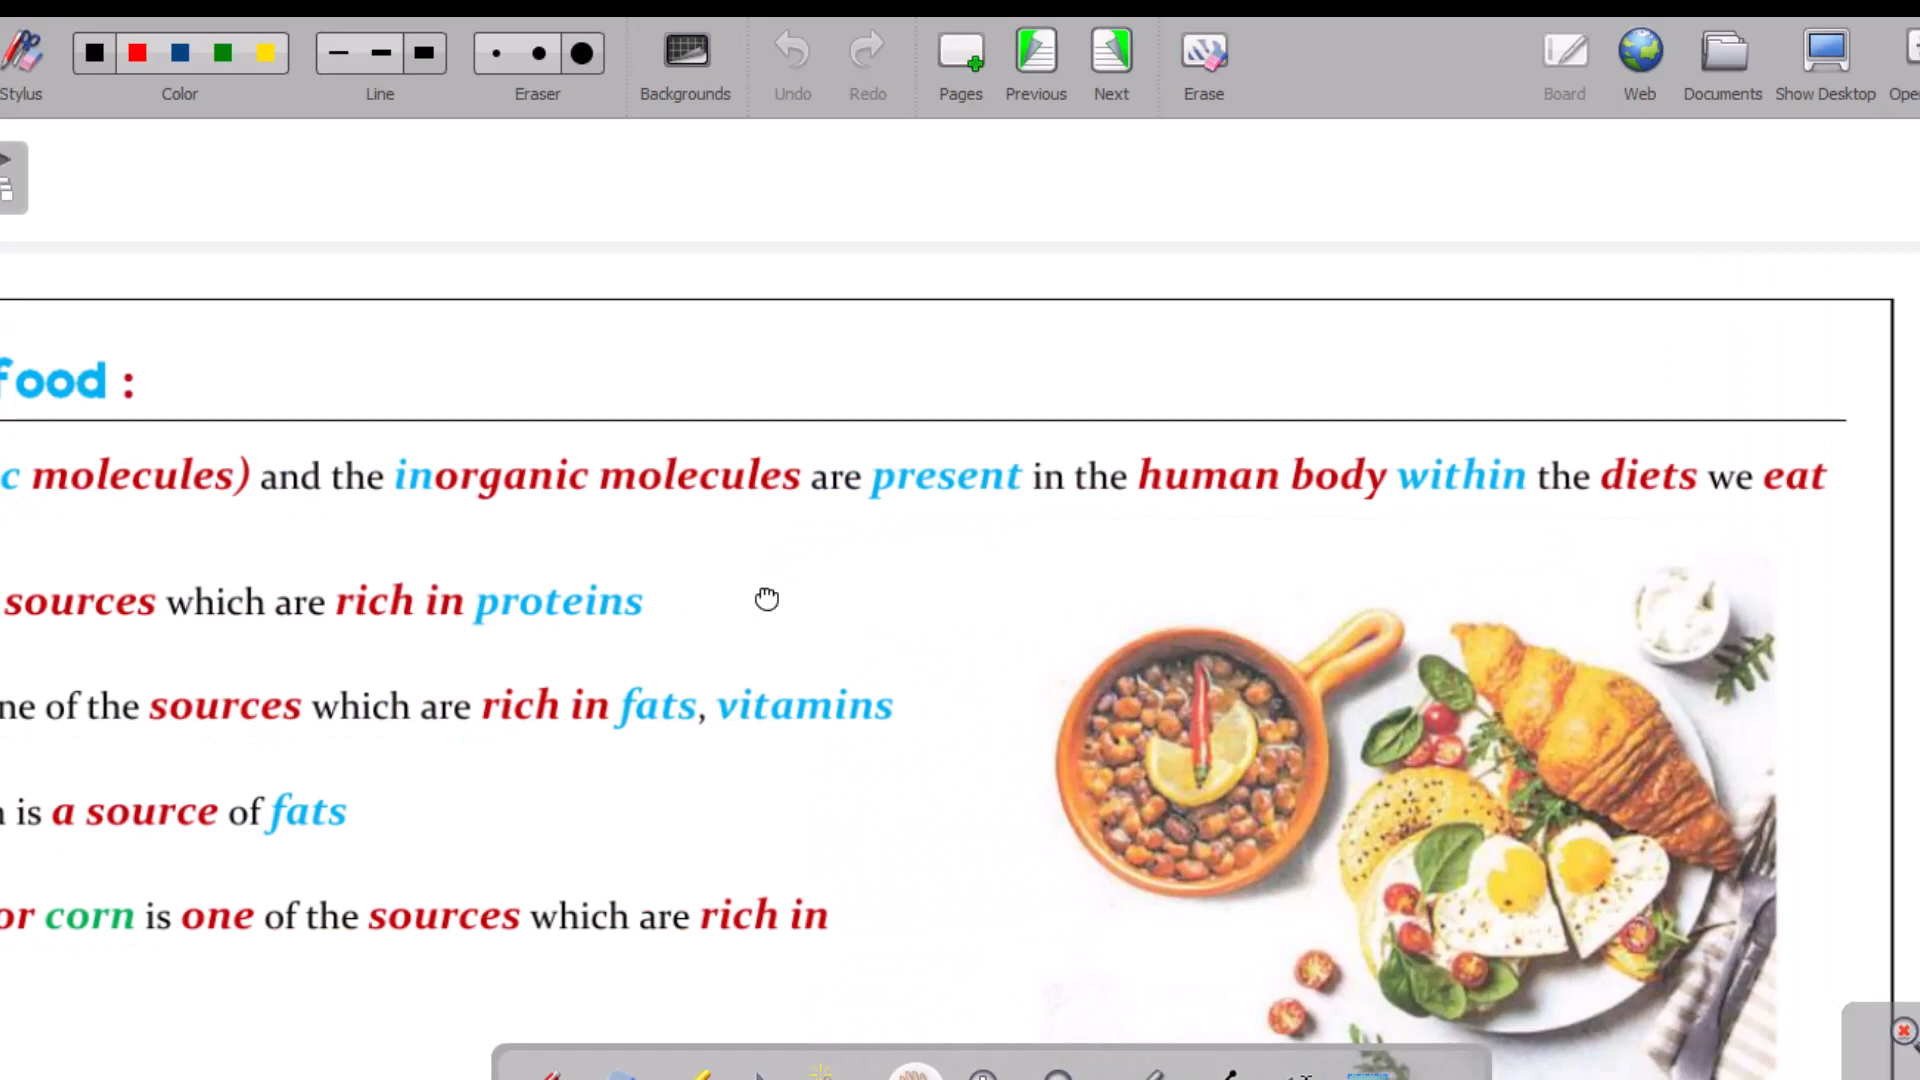 Stylus
Color
Line
Eraser
Backgrounds
Undo
Redo
Pages
Previous
Next
Erase
Board
Web
Documents
Show Desktop
food :
molecules) and the inorganic molecules are present in the human body within the diets we eat
sources which are rich in proteins
of the sources which are rich in fats, vitamins
is a source of fats
or corn is one of the sources which are rich in